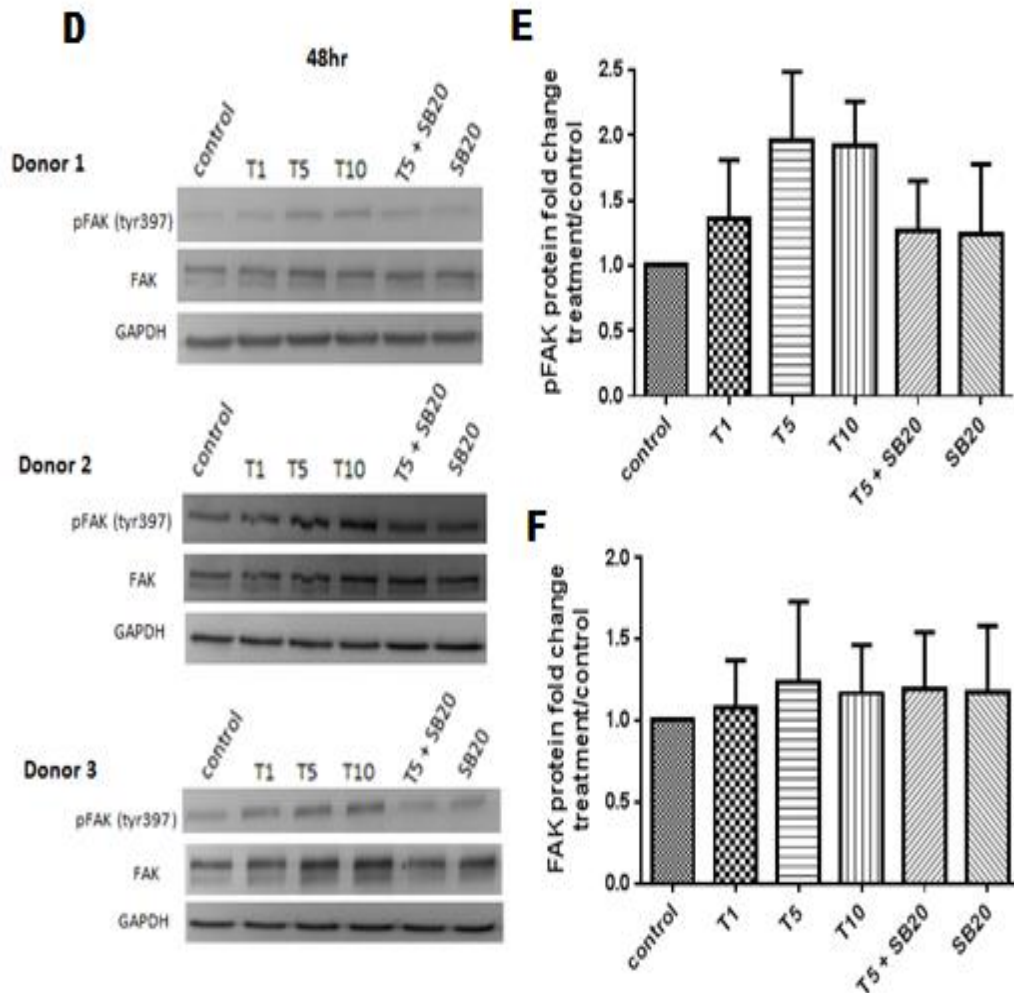 D
48hr
Donor 1
control T1 T5 T10 T5 + SB20 SB20
pFAK (tyr397)
FAK
GAPDH
Donor 2
control T1 T5 T10 T5 + SB20 SB20
pFAK (tyr397)
FAK
GAPDH
Donor 3
control T1 T5 T10 T5 + SB20 SB20
pFAK (tyr397)
FAK
GAPDH
E
pFAK protein fold change
treatment/control
2.5
2.0
1.5
1.0
0.5
0.0
control T1 T5 T10 T5 + SB20 SB20
F
FAK protein fold change
treatment/control
2.0
1.5
1.0
0.5
0.0
control T1 T5 T10 T5 + SB20 SB20